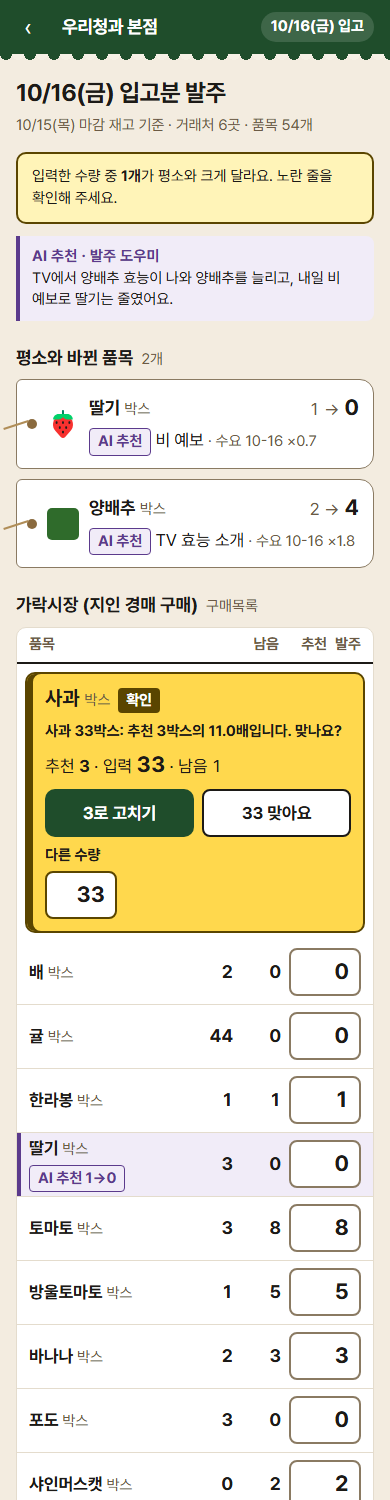 ‹ 우리청과 본점 10/16(금) 입고
10/16(금) 입고분 발주
10/15(목) 마감 재고 기준 · 거래처 6곳 · 품목 54개
입력한 수량 중 1개가 평소와 크게 달라요. 노란 줄을
확인해 주세요.
AI 추천 · 발주 도우미
TV에서 양배추 효능이 나와 양배추를 늘리고, 내일 비
예보로 딸기는 줄였어요.
평소와 바뀐 품목 2개
딸기 박스 1 → 0
AI 추천 비 예보 · 수요 10-16 ×0.7
양배추 박스 2 → 4
AI 추천 TV 효능 소개 · 수요 10-16 ×1.8
가락시장 (지인 경매 구매) 구매목록
품목 남음 추천 발주
사과 박스 확인
사과 33박스: 추천 3박스의 11.0배입니다. 맞나요?
추천 3 · 입력 33 · 남음 1
3로 고치기 33 맞아요
다른 수량
33
배 박스 2 0 0
귤 박스 44 0 0
한라봉 박스 1 1 1
딸기 박스 3 0 0
AI 추천 1→0
토마토 박스 3 8 8
방울토마토 박스 1 5 5
바나나 박스 2 3 3
포도 박스 3 0 0
샤인머스캣 박스 0 2 2